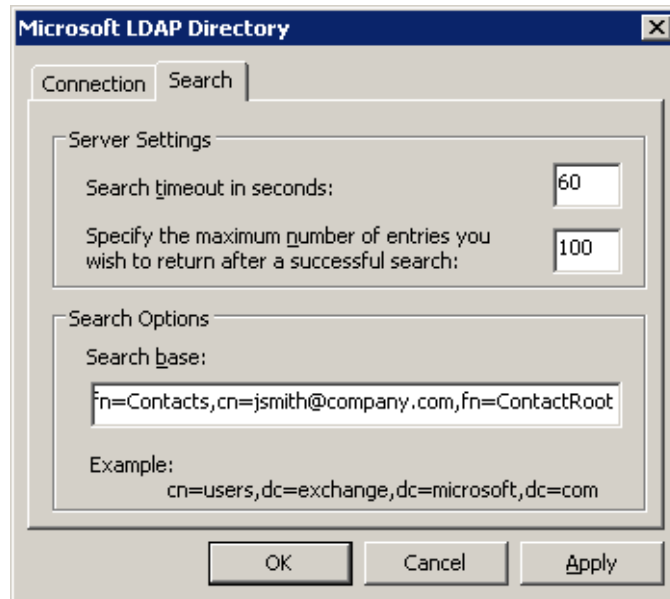 Microsoft LDAP Directory
Connection
Search
Server Settings
Search timeout in seconds:
60
Specify the maximum number of entries you
wish to return after a successful search:
100
Search Options
Search base:
fn=Contacts,cn=jsmith@company.com,fn=ContactRoot
Example:
cn=users,dc=exchange,dc=microsoft,dc=com
OK
Cancel
Apply